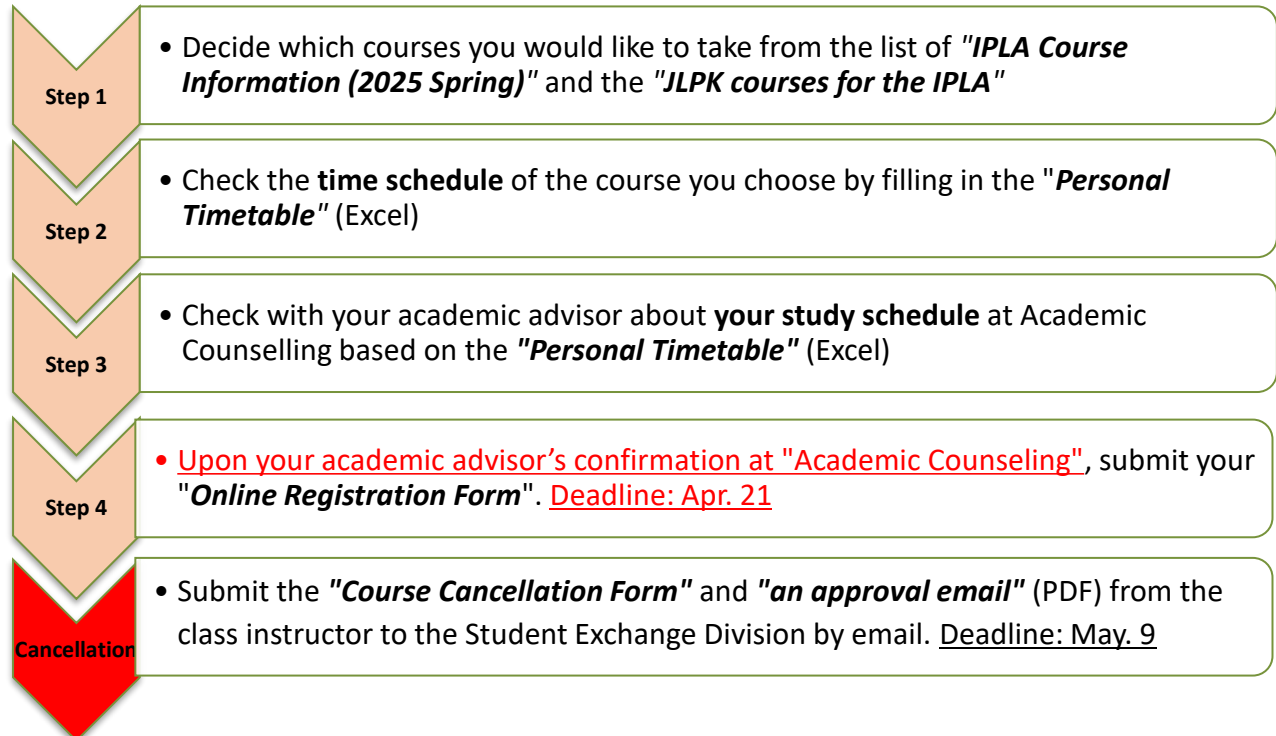 Step 1
• Decide which courses you would like to take from the list of "IPLA Course
Information (2025 Spring)" and the "JLPK courses for the IPLA"
Step 2
• Check the time schedule of the course you choose by filling in the "Personal
Timetable" (Excel)
Step 3
• Check with your academic advisor about your study schedule at Academic
Counselling based on the "Personal Timetable" (Excel)
Step 4
• Upon your academic advisor’s confirmation at "Academic Counseling", submit your
"Online Registration Form". Deadline: Apr. 21
Cancellation
• Submit the "Course Cancellation Form" and "an approval email" (PDF) from the
class instructor to the Student Exchange Division by email. Deadline: May. 9